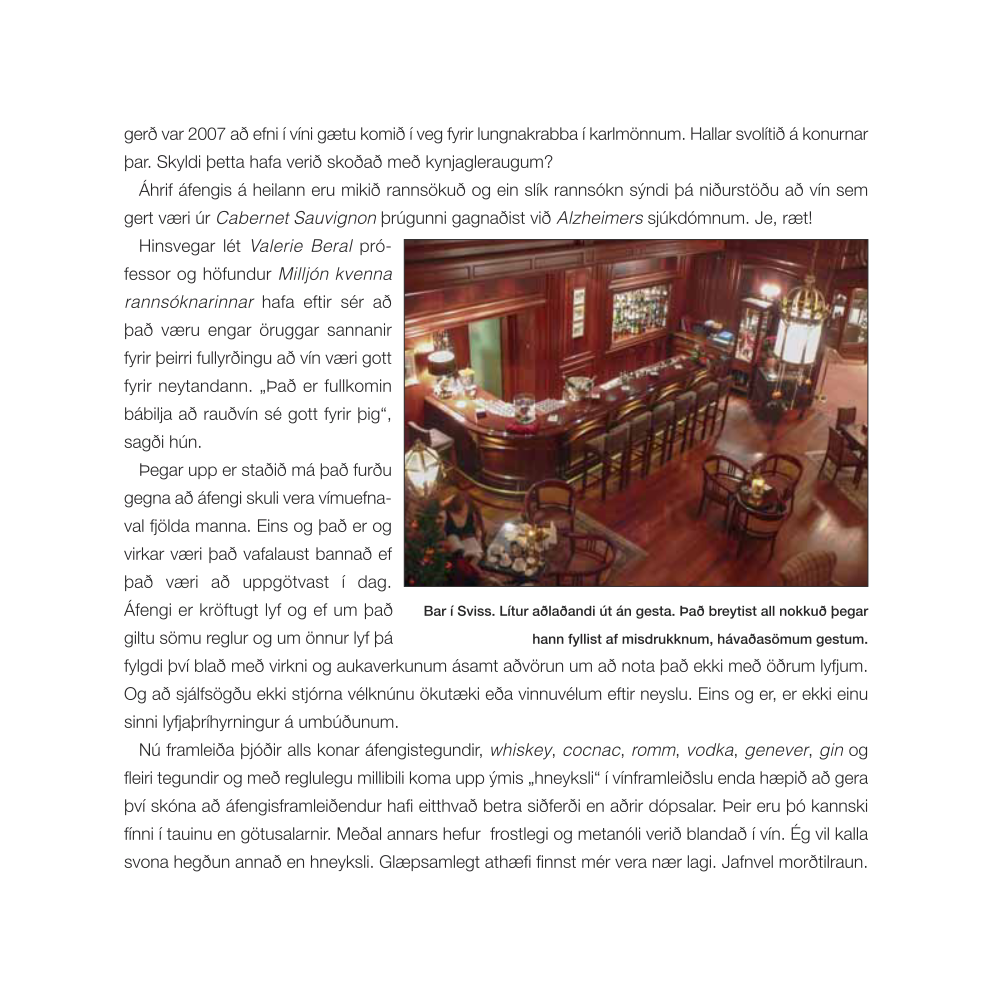 gerð var 2007 að efni í víni gætu komið í veg fyrir lungnakrabba í karlmönnum. Hallar svolítið á konurnar
þar. Skyldi þetta hafa verið skoðað með kynjagleraugum?
Áhrif áfengis á heilann eru mikið rannsökuð og ein slík rannsókn sýndi þá niðurstöðu að vín sem
gert væri úr Cabernet Sauvignon þrúgunni gagnaðist við Alzheimers sjúkdómnum. Je, ræt!
Hinsvegar lét Valerie Beral pró-
fessor og höfundur Milljón kvenna
rannsóknarinnar hafa eftir sér að
það væru engar öruggar sannanir
fyrir þeirri fullyrðingu að vín væri gott
fyrir neytandann. „Það er fullkomin
bábilja að rauðvín sé gott fyrir þig“,
sagði hún.
Þegar upp er staðið má það furðu
gegna að áfengi skuli vera vímuefna-
val fjölda manna. Eins og það er og
virkar væri það vafalaust bannað ef
það væri að uppgötvast í dag.
Áfengi er kröftugt lyf og ef um það
giltu sömu reglur og um önnur lyf þá
Bar í Sviss. Lítur aðlaðandi út án gesta. Það breytist all nokkuð þegar
hann fyllist af misdrukknum, hávaðasömum gestum.
fylgdi því blað með virkni og aukaverkunum ásamt aðvörun um að nota það ekki með öðrum lyfjum.
Og að sjálfsögðu ekki stjórna vélknúnu ökutæki eða vinnuvélum eftir neyslu. Eins og er, er ekki einu
sinni lyfjaþríhyrningur á umbúðunum.
Nú framleiða þjóðir alls konar áfengistegundir, whiskey, cocnac, romm, vodka, genever, gin og
fleiri tegundir og með reglulegu millibili koma upp ýmis „hneyksli“ í vínframleiðslu enda hæpið að gera
því skóna að áfengisframleiðendur hafi eitthvað betra siðferði en aðrir dópsalar. Þeir eru þó kannski
fínni í tauinu en götusalarnir. Meðal annars hefur  frostlegi og metanóli verið blandað í vín. Ég vil kalla
svona hegðun annað en hneyksli. Glæpsamlegt athæfi finnst mér vera nær lagi. Jafnvel morðtilraun.